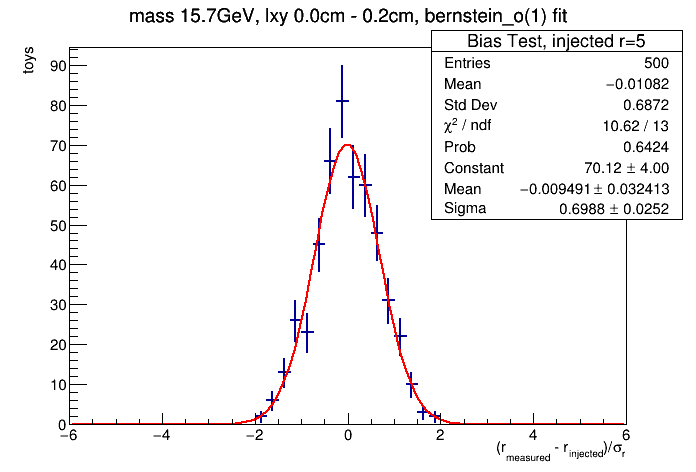 mass 15.7GeV, lxy 0.0cm - 0.2cm, bernstein_o(1) fit
Bias Test, injected r=5
Entries 500
Mean −0.01082
Std Dev 0.6872
χ² / ndf 10.62 / 13
Prob 0.6424
Constant 70.12 ± 4.00
Mean −0.009491 ± 0.032413
Sigma 0.6988 ± 0.0252
toys
90
80
70
60
50
40
30
20
10
0
−6 −4 −2 0 2 4 6
(r_measured - r_injected)/σ_r